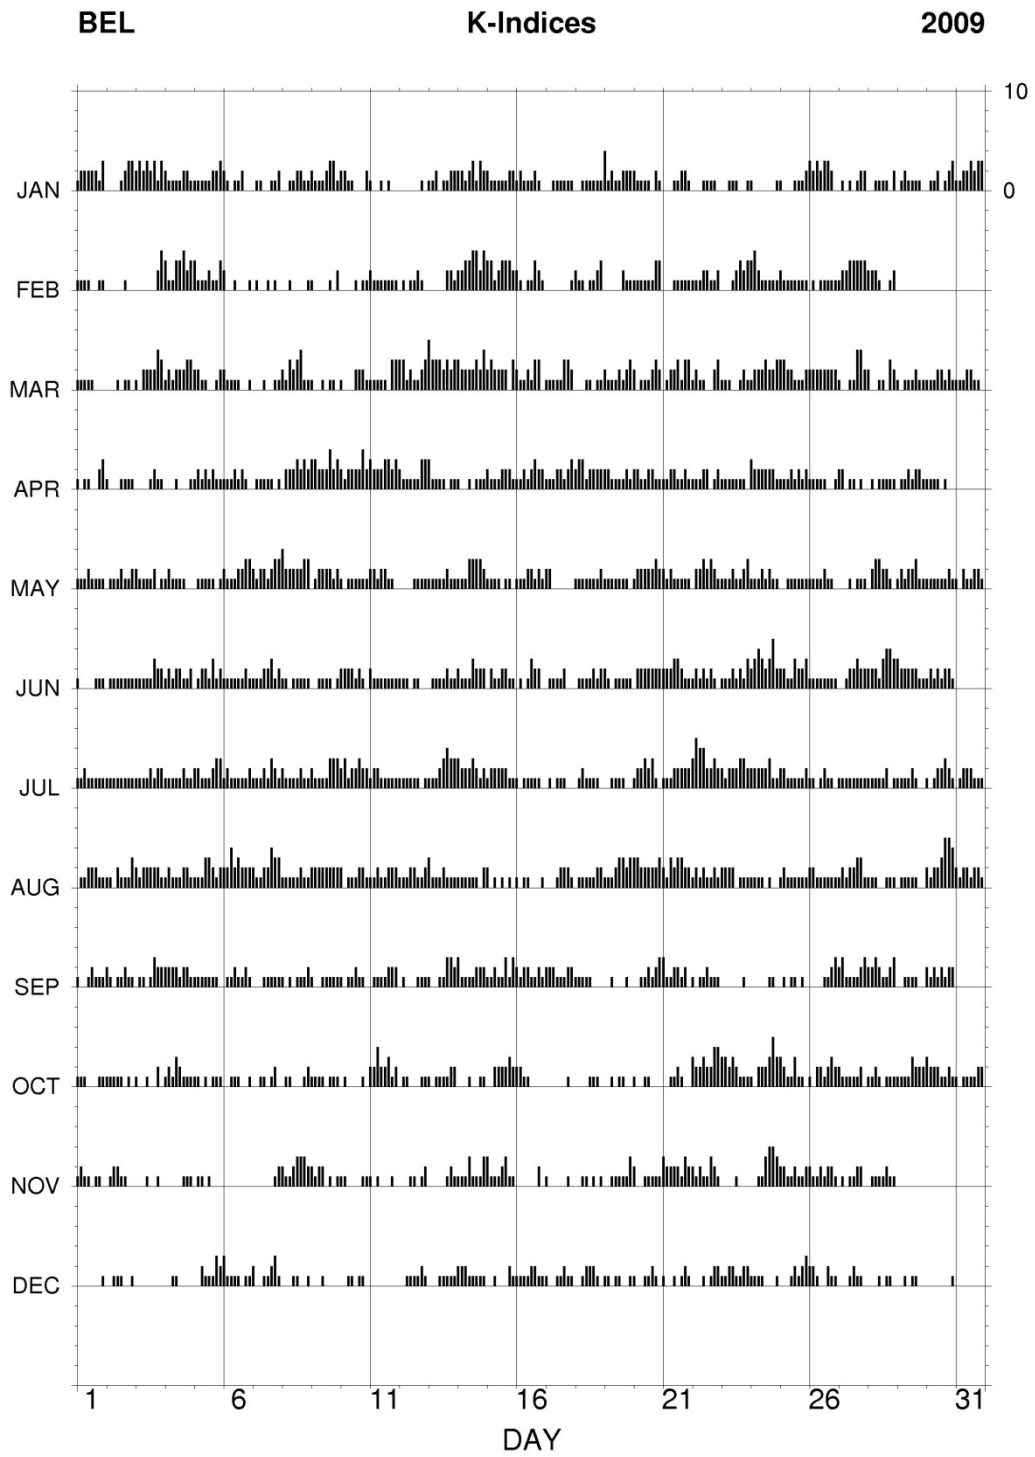 BEL K-Indices 2009
10
JAN 0
FEB
MAR
APR
MAY
JUN
JUL
AUG
SEP
OCT
NOV
DEC
1 6 11 16 21 26 31
DAY